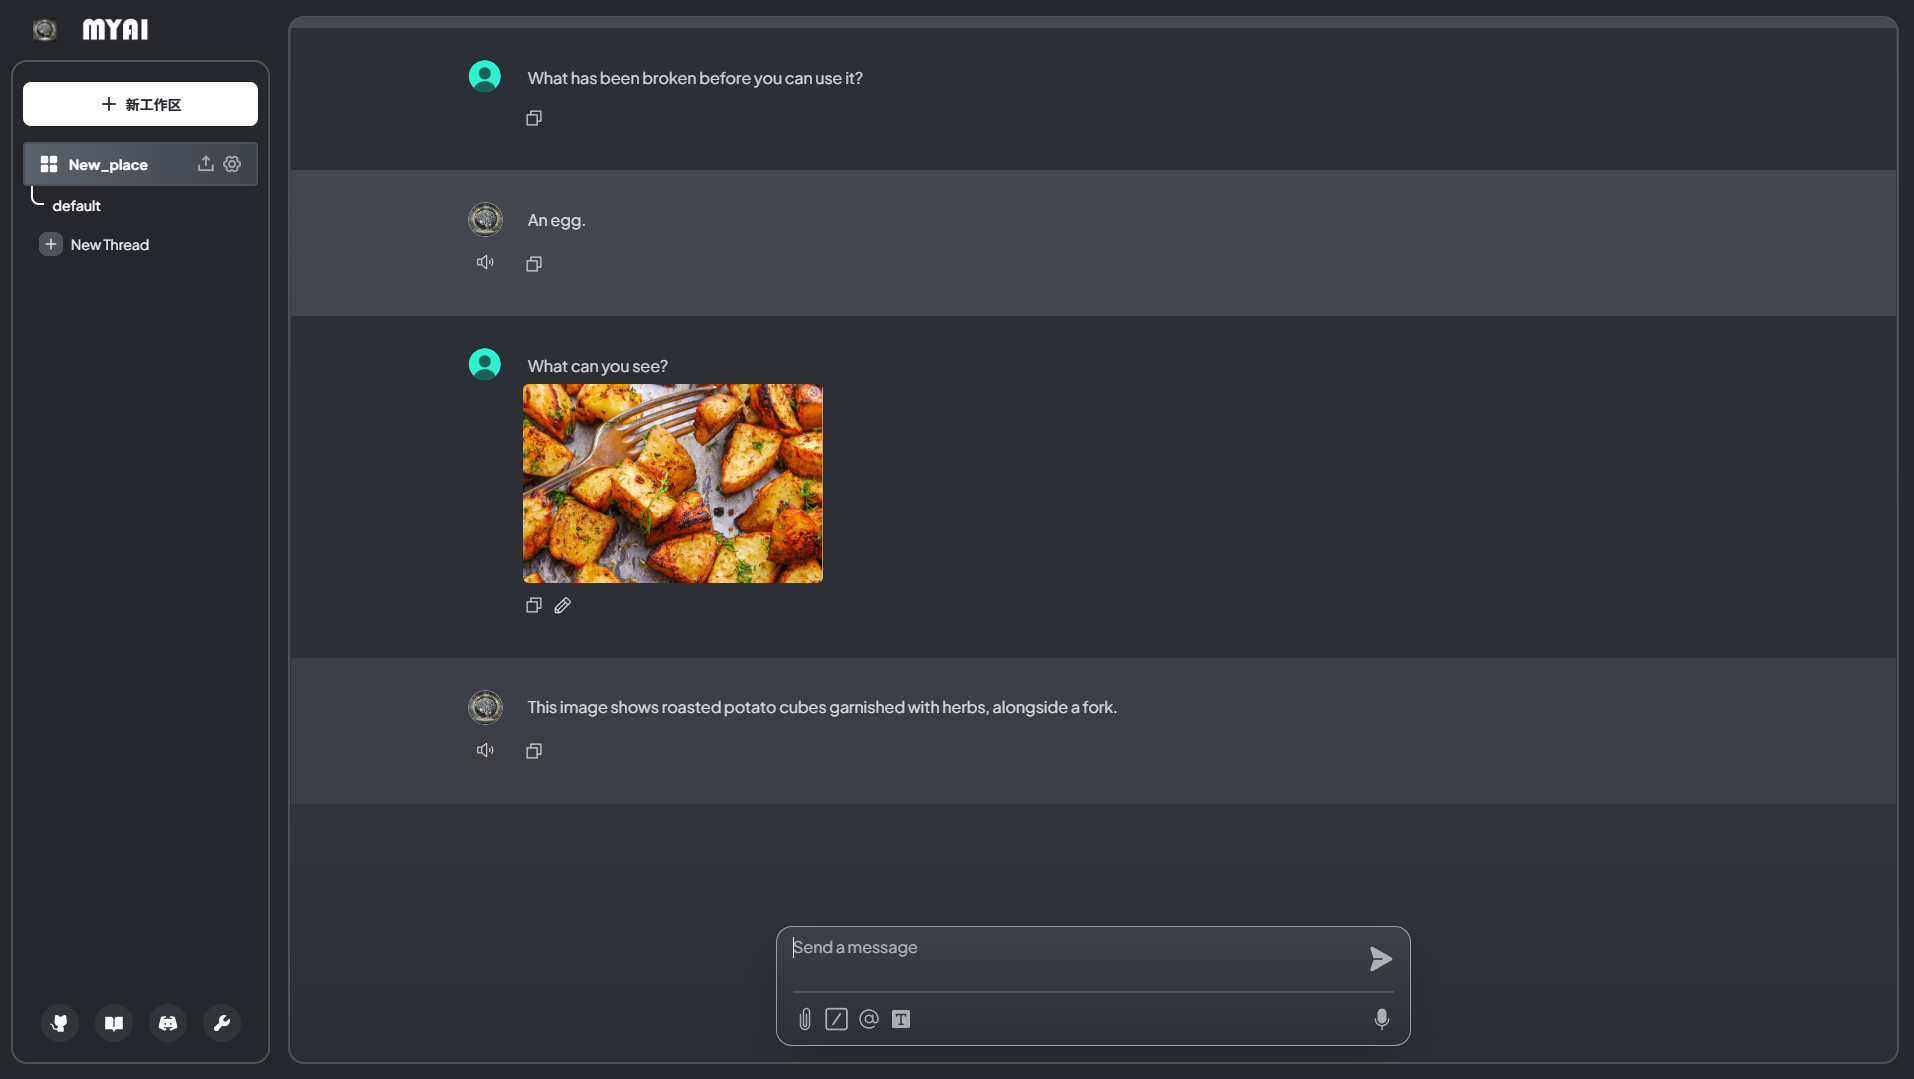 MYAI
新工作区
New_place
default
New Thread
What has been broken before you can use it?
An egg.
What can you see?
This image shows roasted potato cubes garnished with herbs, alongside a fork.
Send a message